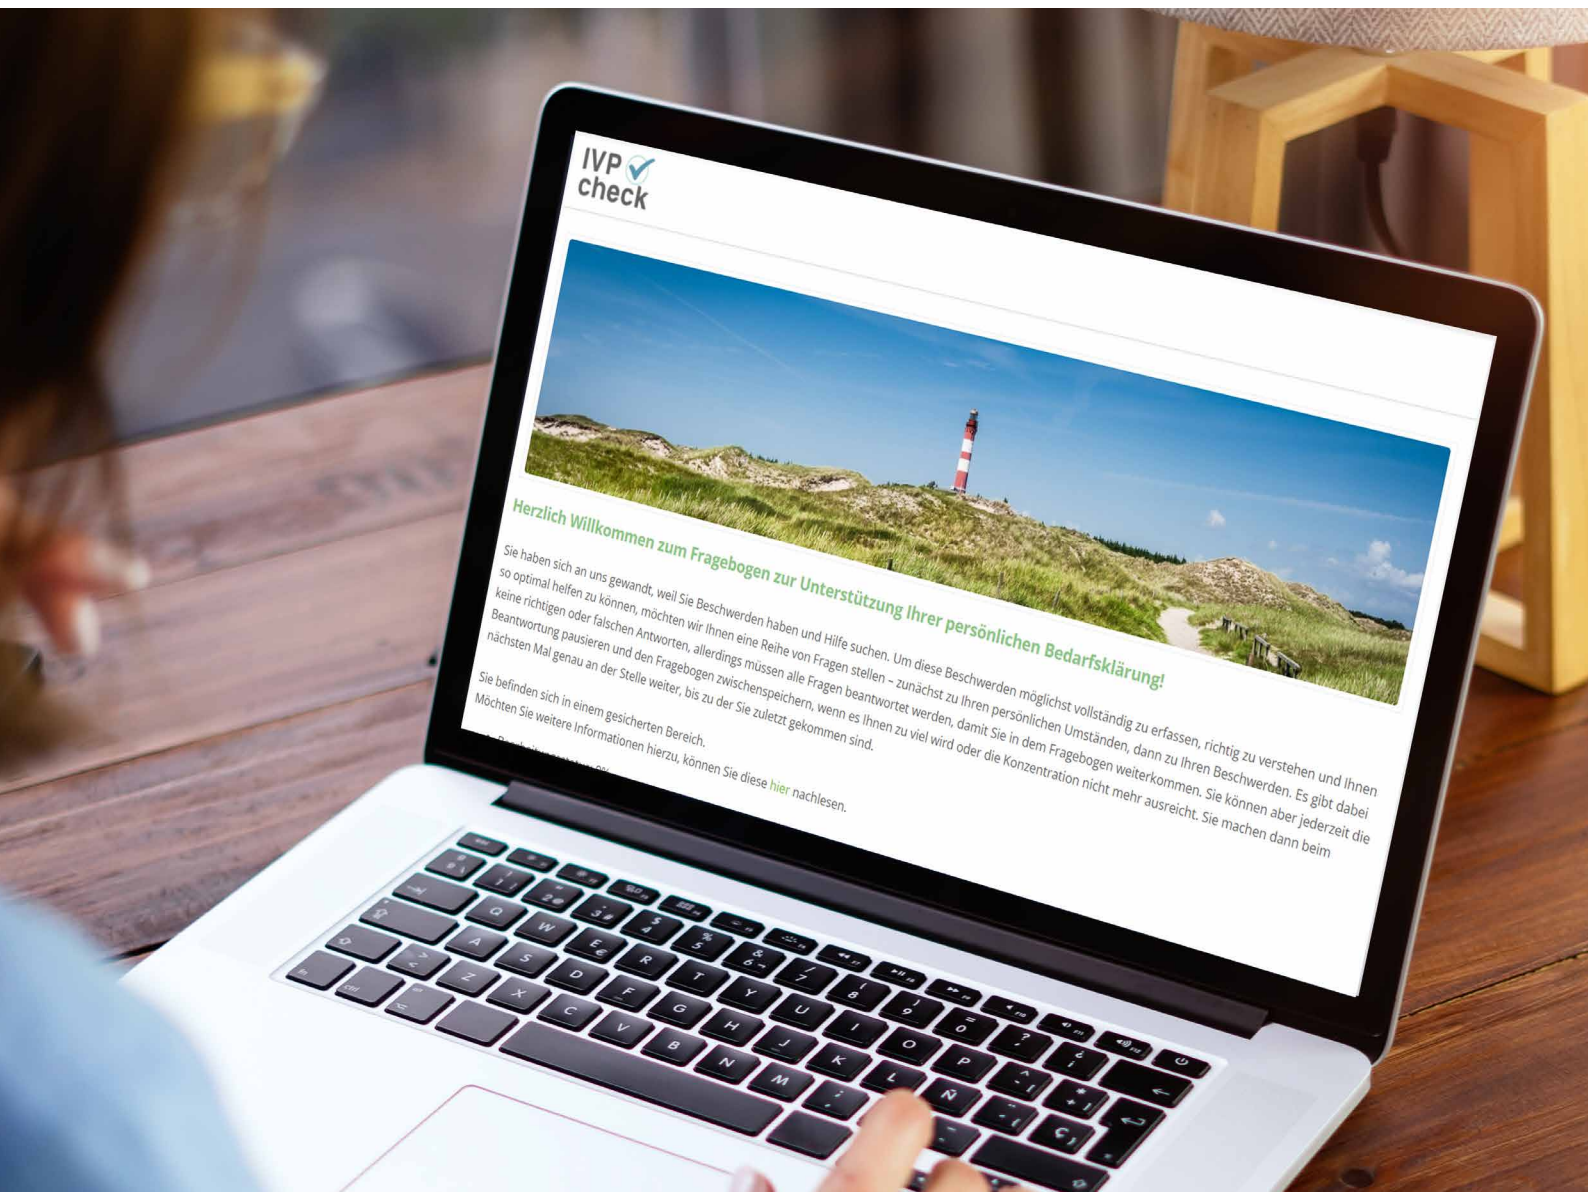 IVP
check
Herzlich Willkommen zum Fragebogen zur Unterstützung Ihrer persönlichen Bedarfsklärung!
Sie haben sich an uns gewandt, weil Sie Beschwerden haben und Hilfe suchen. Um diese Beschwerden möglichst vollständig zu erfassen, richtig zu verstehen und Ihnen
so optimal helfen zu können, möchten wir Ihnen eine Reihe von Fragen stellen – zunächst zu Ihren persönlichen Umständen, dann zu Ihren Beschwerden. Es gibt dabei
keine richtigen oder falschen Antworten, allerdings müssen alle Fragen beantwortet werden, damit Sie in dem Fragebogen weiterkommen. Sie können aber jederzeit die
Beantwortung pausieren und den Fragebogen zwischenspeichern, wenn es Ihnen zu viel wird oder die Konzentration nicht mehr ausreicht. Sie machen dann beim
nächsten Mal genau an der Stelle weiter, bis zu der Sie zuletzt gekommen sind.
Sie befinden sich in einem gesicherten Bereich.
Möchten Sie weitere Informationen hierzu, können Sie diese hier nachlesen.